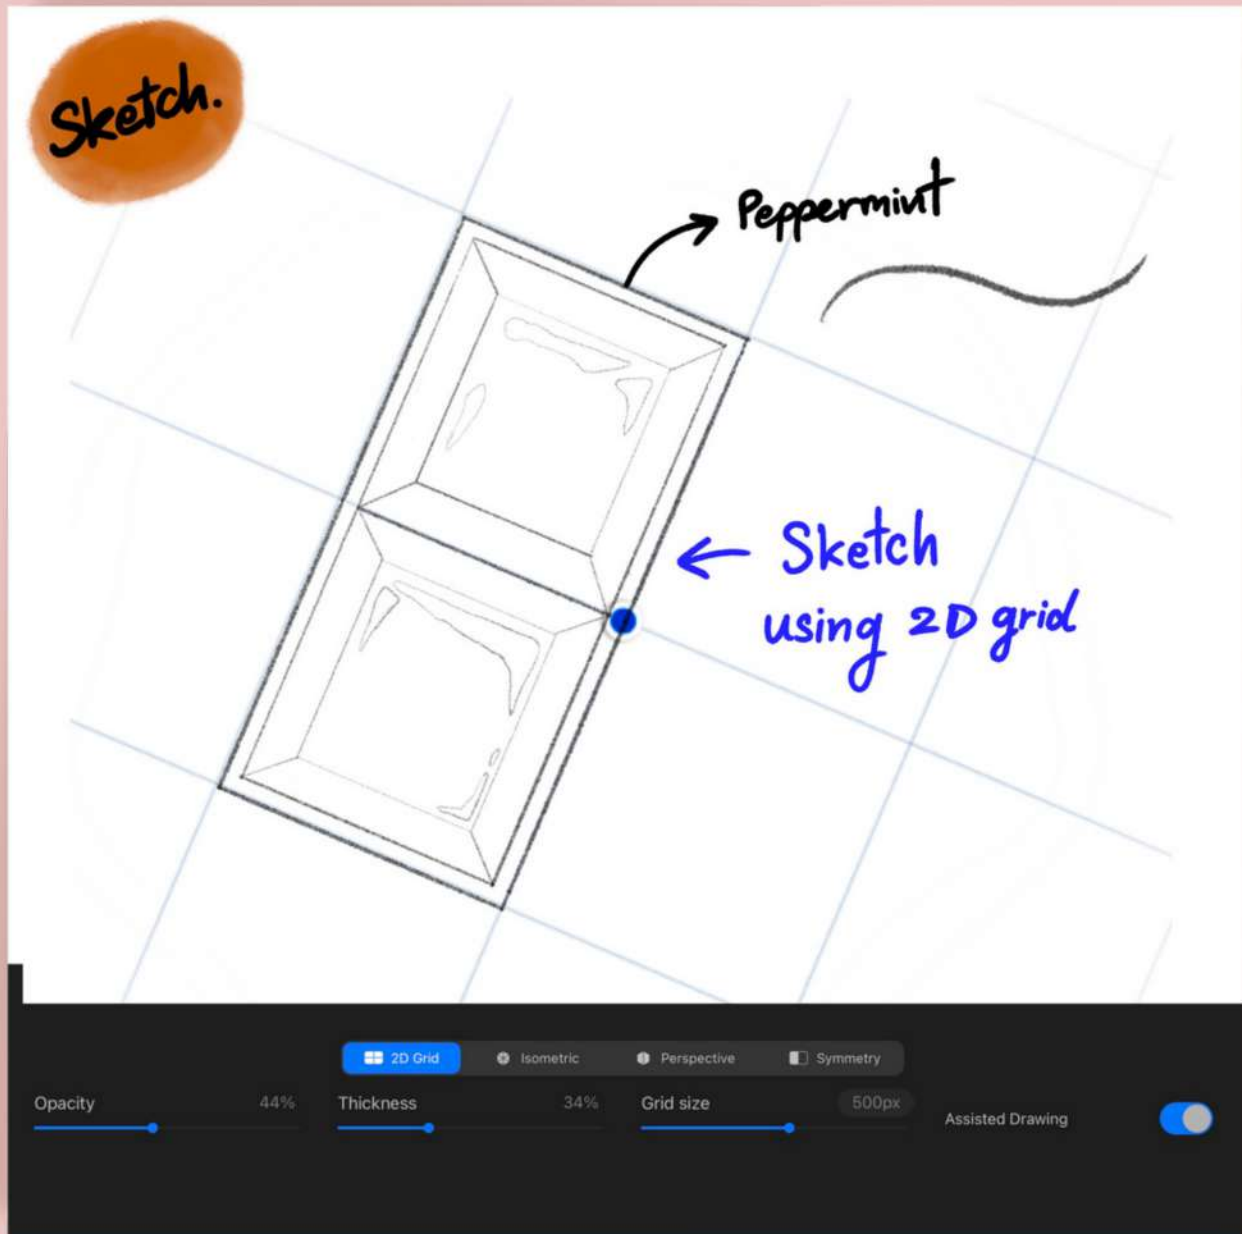 Sketch.
Peppermint
Sketch
using 2D grid
2D Grid
Isometric
Perspective
Symmetry
Opacity
44%
Thickness
34%
Grid size
500px
Assisted Drawing